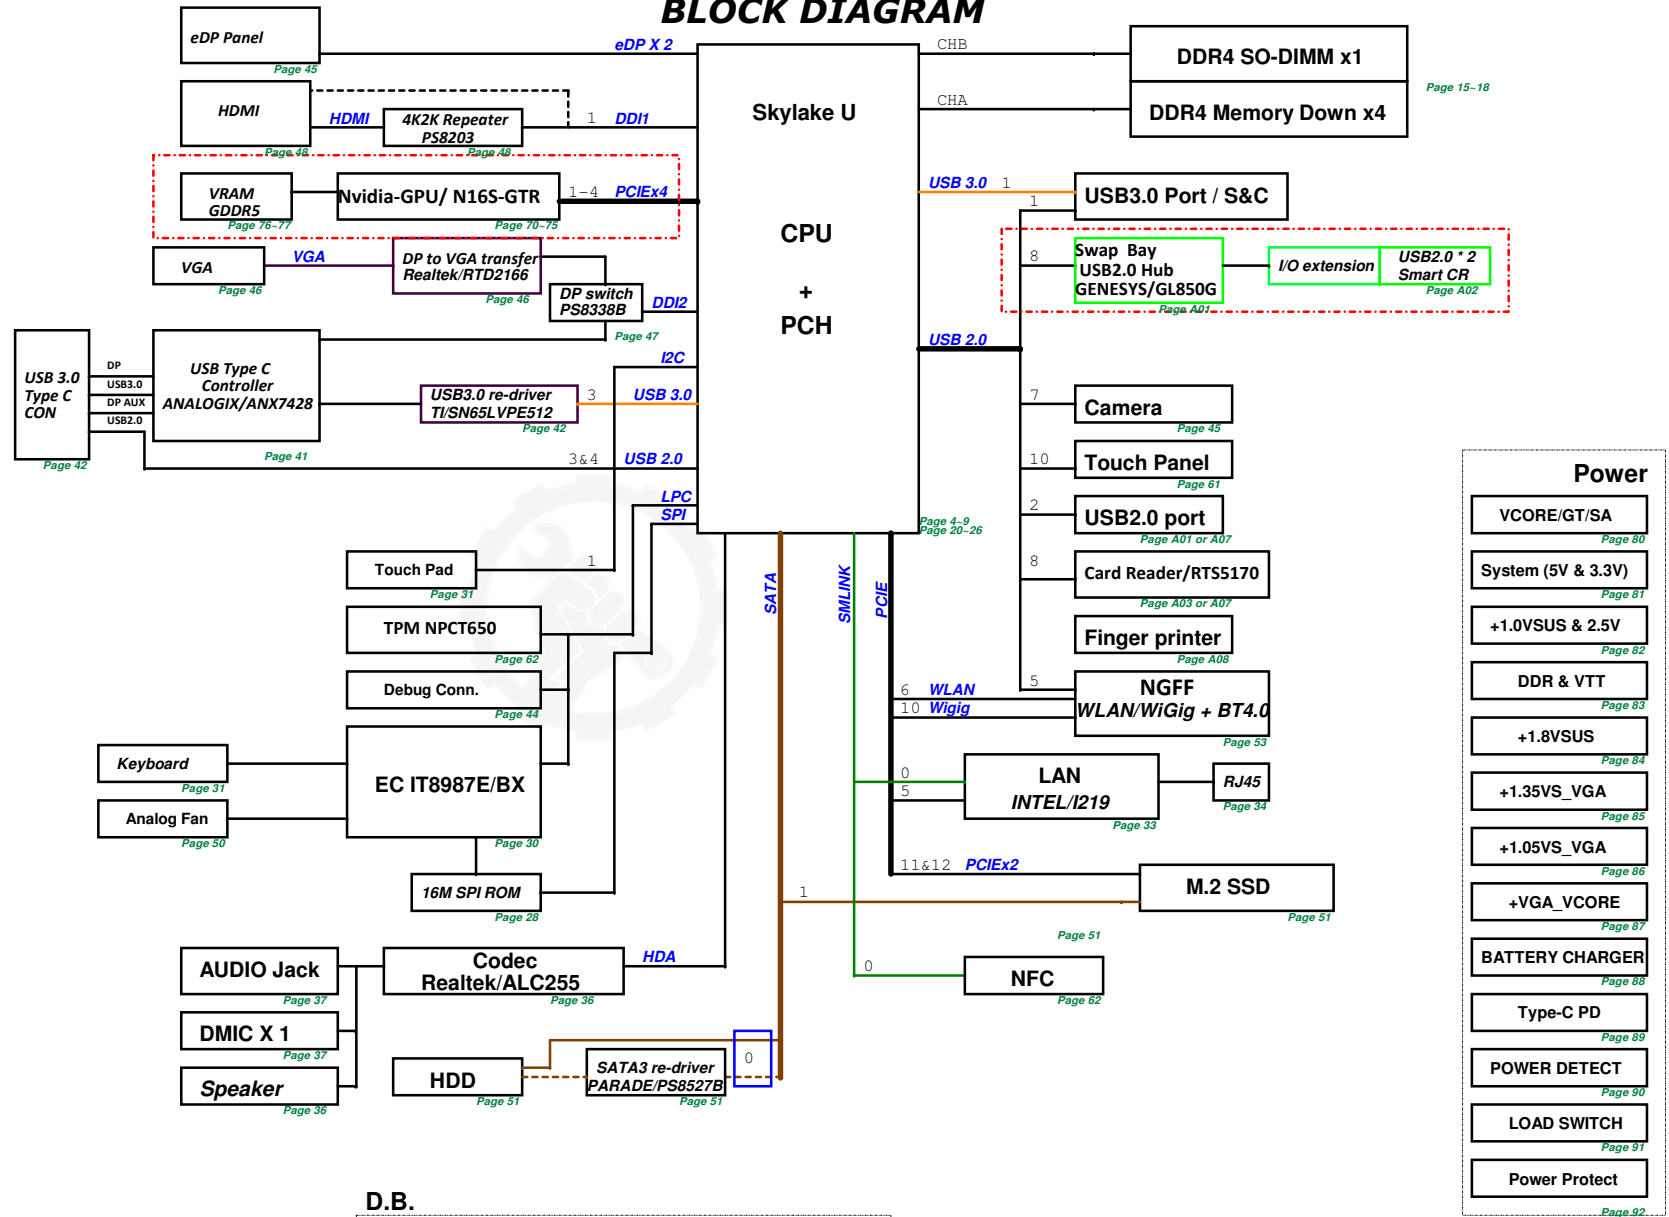 BLOCK DIAGRAM
eDP Panel
Page 45
eDP X 2
HDMI
Page 48
HDMI
4K2K Repeater
PS8203
Page 48
1
DDI1
VRAM
GDDR5
Page 76~77
Nvidia-GPU/ N16S-GTR
Page 70~75
1-4
PCIEx4
VGA
Page 46
VGA
DP to VGA transfer
Realtek/RTD2166
Page 46
DP switch
PS8338B
Page 47
DDI2
USB 3.0
Type C
CON
Page 42
DP
USB3.0
DP AUX
USB2.0
USB Type C
Controller
ANALOGIX/ANX7428
Page 41
USB3.0 re-driver
TI/SN65LVPE512
Page 42
I2C
3
USB 3.0
3&4
USB 2.0
LPC
SPI
Skylake U
CPU
+
PCH
Page 4~9
Page 20~26
CHB
CHA
DDR4 SO-DIMM x1
DDR4 Memory Down x4
Page 15~18
USB 3.0
1
1
USB3.0 Port / S&C
8
Swap Bay
USB2.0 Hub
GENESYS/GL850G
Page A01
I/O extension
USB2.0 * 2
Smart CR
Page A02
USB 2.0
7
Camera
Page 45
10
Touch Panel
Page 61
2
USB2.0 port
Page A01 or A07
8
Card Reader/RTS5170
Page A03 or A07
Finger printer
Page A08
5
NGFF
WLAN/WiGig + BT4.0
Page 53
6
WLAN
10
Wigig
Touch Pad
Page 31
1
TPM NPCT650
Page 62
Debug Conn.
Page 44
Keyboard
Page 31
Analog Fan
Page 50
EC IT8987E/BX
Page 30
16M SPI ROM
Page 28
SATA
SMLINK
PCIE
0
5
LAN
INTEL/I219
Page 33
RJ45
Page 34
11&12
PCIEx2
1
M.2 SSD
Page 51
Page 51
0
NFC
Page 62
AUDIO Jack
Page 37
DMIC X 1
Page 37
Speaker
Page 36
Codec
Realtek/ALC255
Page 36
HDA
HDD
Page 51
SATA3 re-driver
PARADE/PS8527B
Page 51
0
D.B.
Power
VCORE/GT/SA
Page 80
System (5V & 3.3V)
Page 81
+1.0VSUS & 2.5V
Page 82
DDR & VTT
Page 83
+1.8VSUS
Page 84
+1.35VS_VGA
Page 85
+1.05VS_VGA
Page 86
+VGA_VCORE
Page 87
BATTERY CHARGER
Page 88
Type-C PD
Page 89
POWER DETECT
Page 90
LOAD SWITCH
Page 91
Power Protect
Page 92